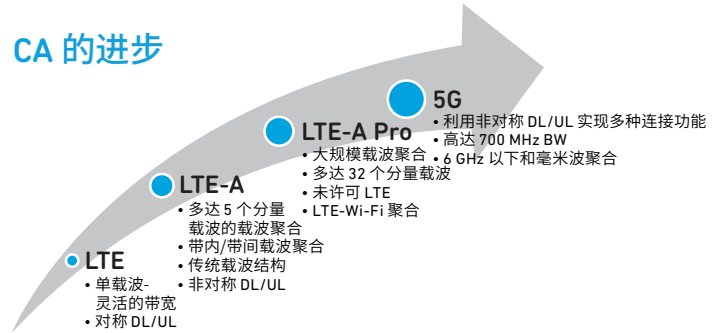 CA 的进步
5G
• 利用非对称 DL/UL 实现多种连接功能
• 高达 700 MHz BW
• 6 GHz 以下和毫米波聚合
LTE-A Pro
• 大规模载波聚合
• 多达 32 个分量载波
• 未许可 LTE
• LTE-Wi-Fi 聚合
LTE-A
• 多达 5 个分量
载波的载波聚合
• 带内/带间载波聚合
• 传统载波结构
• 非对称 DL/UL
LTE
• 单载波-
灵活的带宽
• 对称 DL/UL